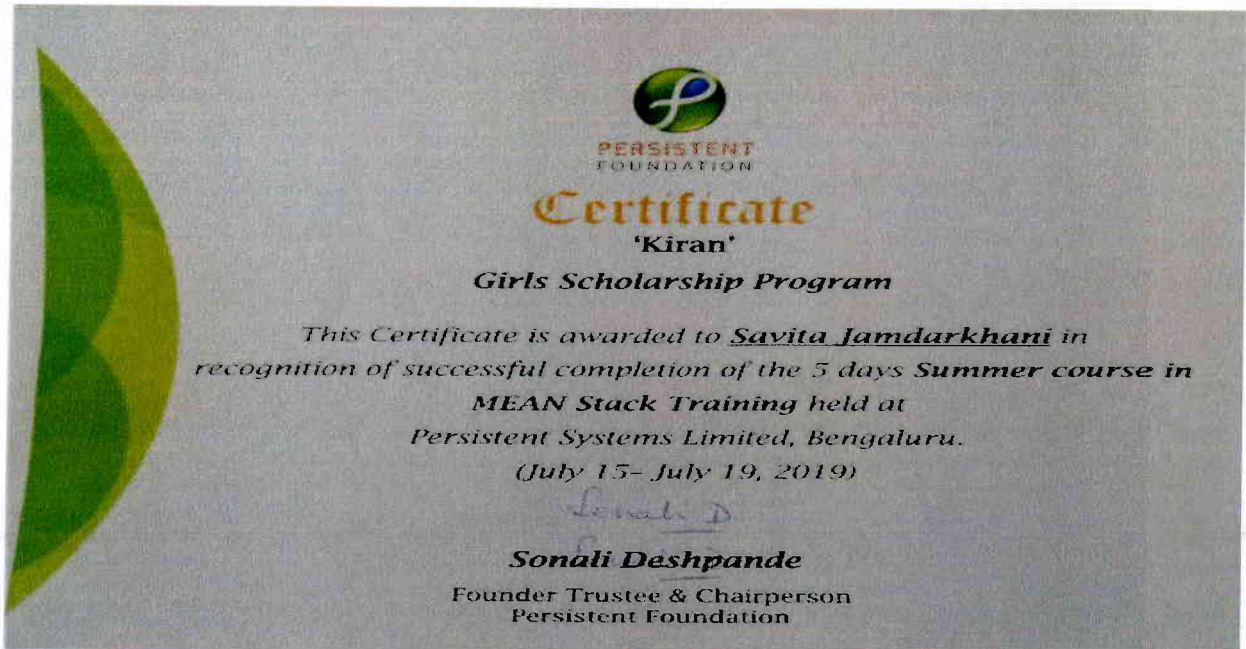 PERSISTENT
FOUNDATION
Certificate
'Kiran'
Girls Scholarship Program
This Certificate is awarded to Savita Jamdarkhani in
recognition of successful completion of the 5 days Summer course in
MEAN Stack Training held at
Persistent Systems Limited, Bengaluru.
(July 15– July 19, 2019)
Sonali D
Sonali Deshpande
Founder Trustee & Chairperson
Persistent Foundation